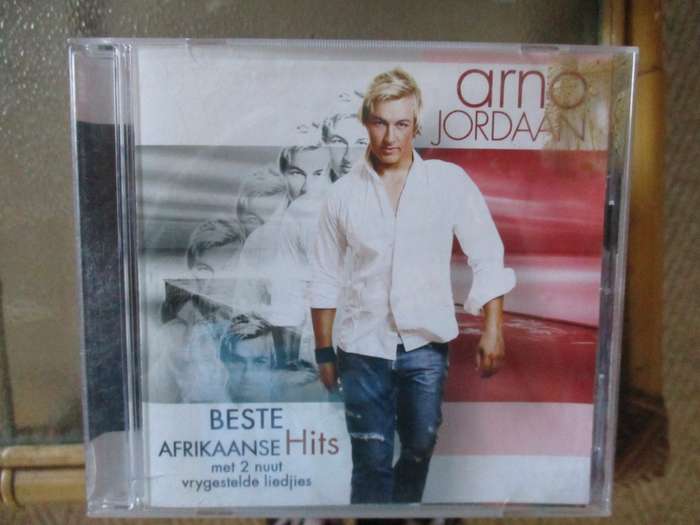 arno
JORDAAN
BESTE
AFRIKAANSE Hits
met 2 nuut
vrygestelde liedjies